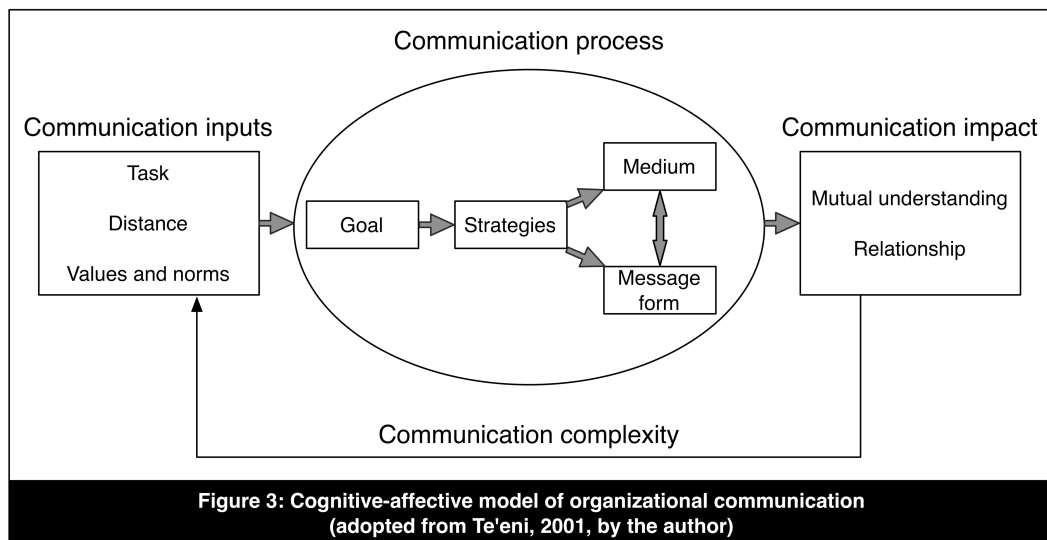 Communication process
Communication inputs
Task
Distance
Values and norms
Goal
Strategies
Medium
Message
form
Communication impact
Mutual understanding
Relationship
Communication complexity
Figure 3: Cognitive-affective model of organizational communication
(adopted from Te'eni, 2001, by the author)